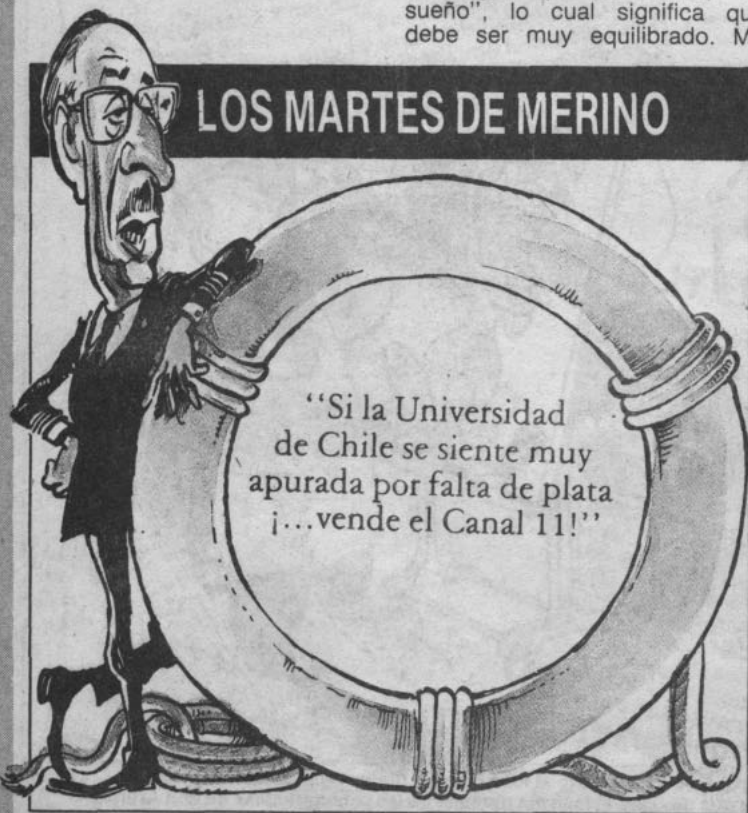 sueño", lo cual significa
debe ser muy equilibrado.
LOS MARTES DE MERINO
"Si la Universidad
de Chile se siente muy
apurada por falta de plata
¡...vende el Canal 11!"